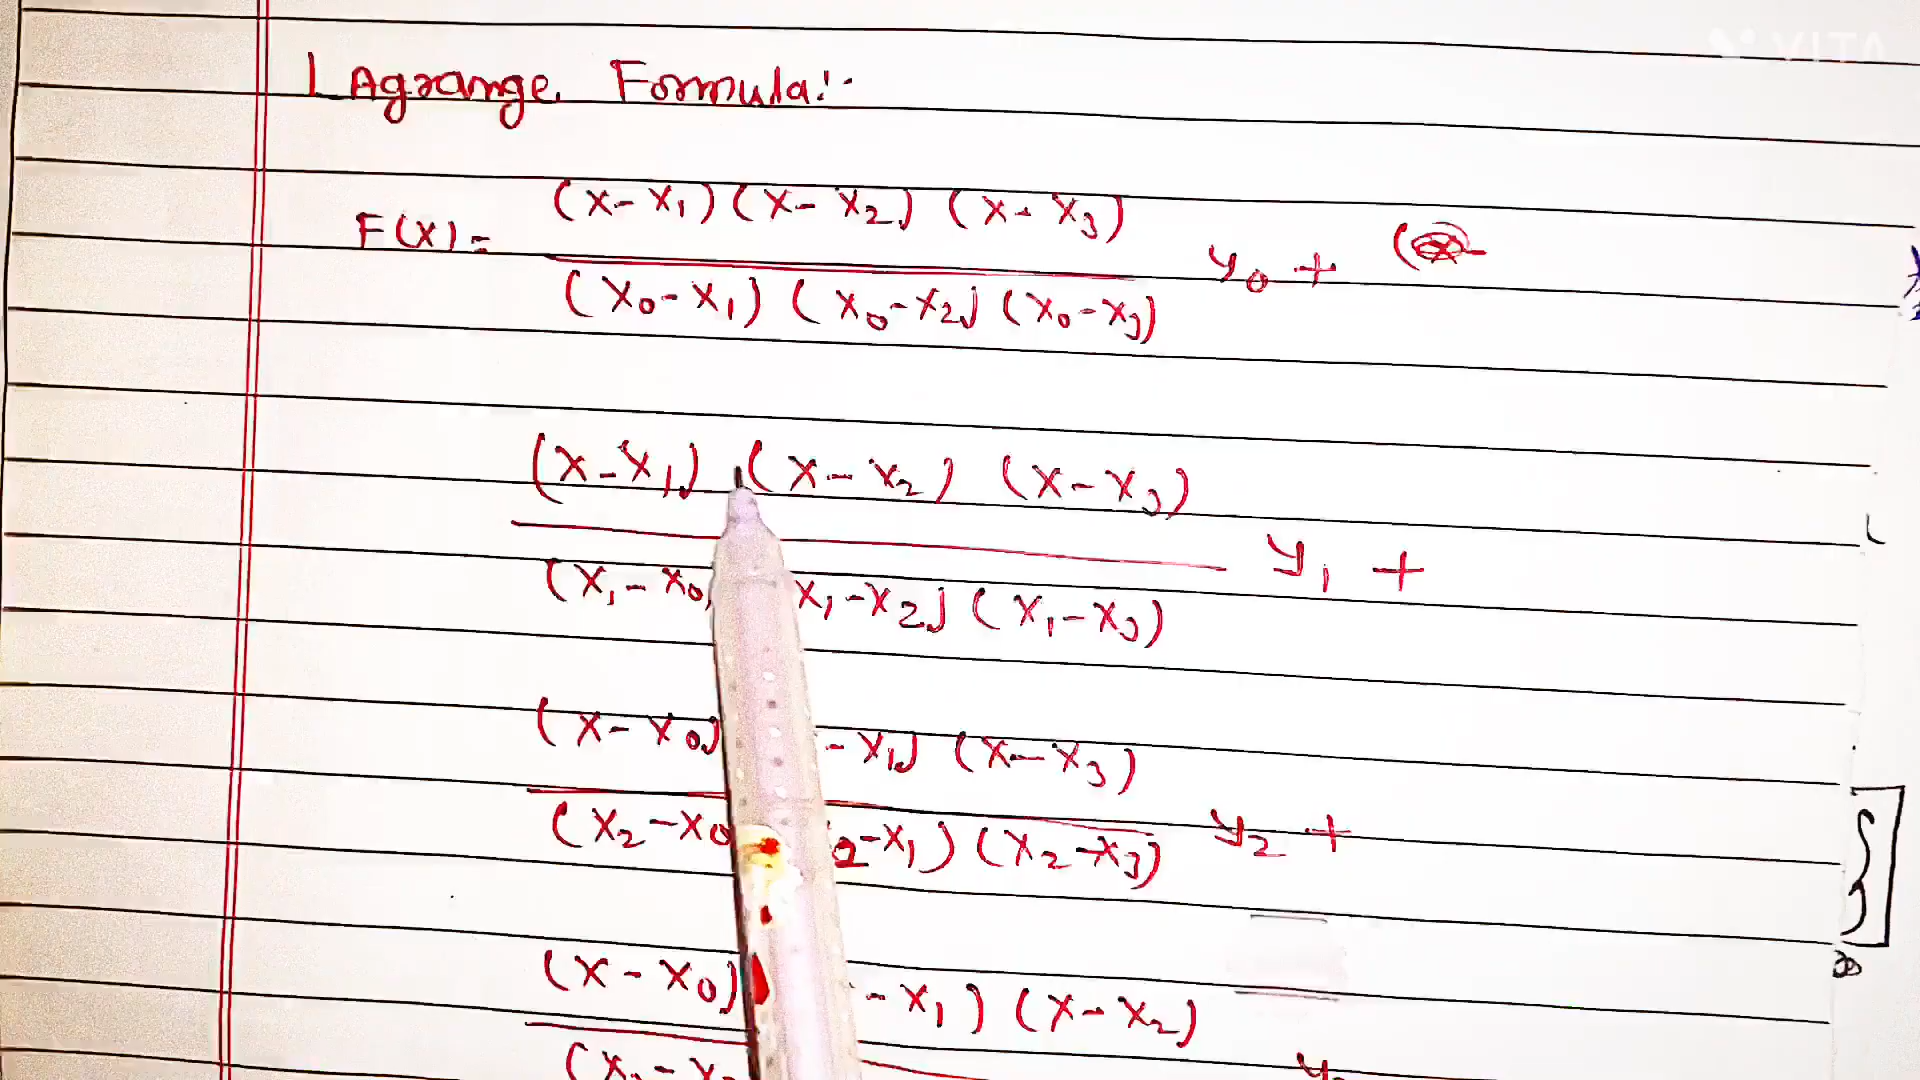 VITA
Lagrange Formula:-
(x-x₁)(x-x₂)(x-x₃)
F(x)= y₀ + (
(x₀-x₁)(x₀-x₂)(x₀-x₃)
(x-x₁)(x-x₂)(x-x₃)
y₁ +
(x₁-x₀ x₁-x₂)(x₁-x₃)
(x-x₀) -x₁)(x-x₃)
y₂ +
(x₂-x₀ ₂-x₁)(x₂-x₃)
(x-x₀) -x₁)(x-x₂)